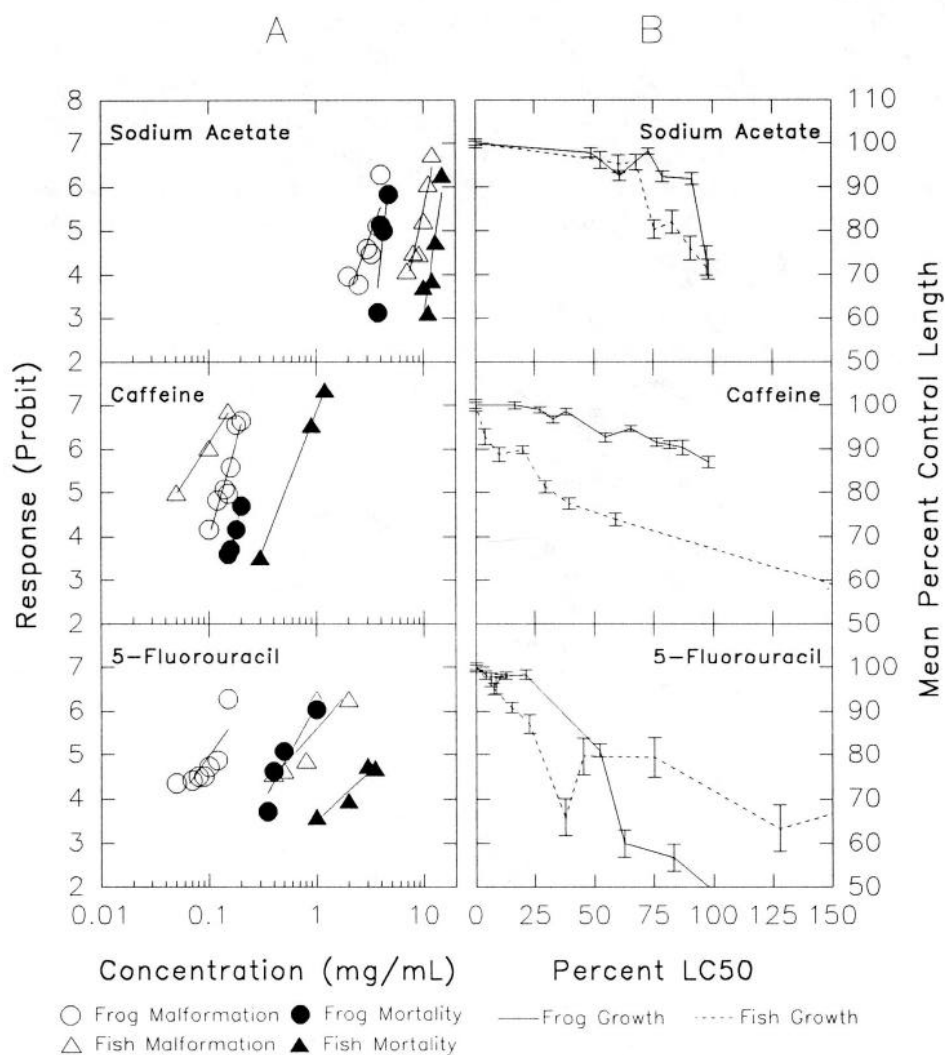 A B
8 110
Sodium Acetate Sodium Acetate
7 100
6 90
5 80
4 70
3 60
2 50
Caffeine Caffeine
7 100
6 90
5 80
4 70
3 60
2 50
5-Fluorouracil 5-Fluorouracil
7 100
6 90
5 80
4 70
3 60
2 50
Response (Probit)
Mean Percent Control Length
0.01 0.1 1 10 0 25 50 75 100 125 150
Concentration (mg/mL) Percent LC50
Frog Malformation Frog Mortality Frog Growth Fish Growth
Fish Malformation Fish Mortality